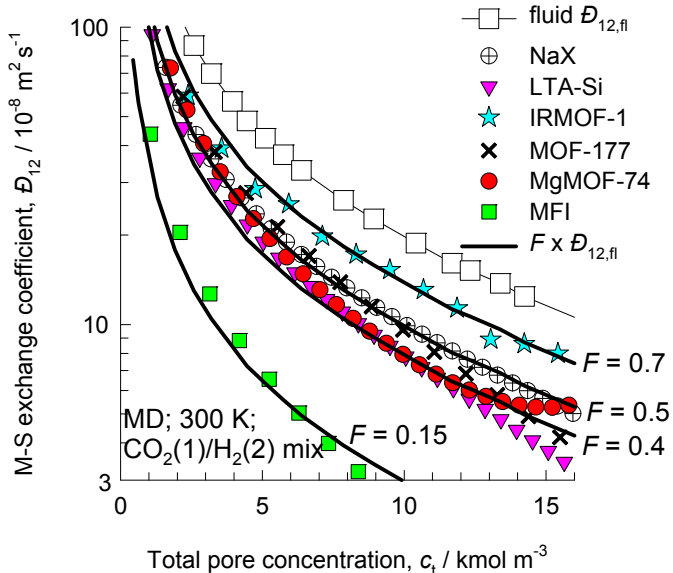 100
10
3
M-S exchange coefficient, Đ12 / 10-8 m2 s-1
fluid Đ12,fl
NaX
LTA-Si
IRMOF-1
MOF-177
MgMOF-74
MFI
F x Đ12,fl
F = 0.7
F = 0.5
F = 0.4
F = 0.15
MD; 300 K;
CO2(1)/H2(2) mix
0 5 10 15
Total pore concentration, ct / kmol m-3